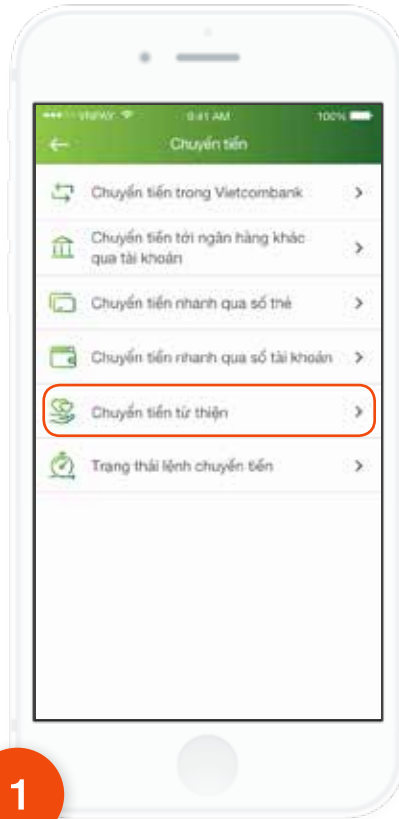 9:41 AM
100%
Chuyển tiền
Chuyển tiền trong Vietcombank
Chuyển tiền tới ngân hàng khác
qua tài khoản
Chuyển tiền nhanh qua số thẻ
Chuyển tiền nhanh qua số tài khoản
Chuyển tiền từ thiện
Trạng thái lệnh chuyển tiền
1